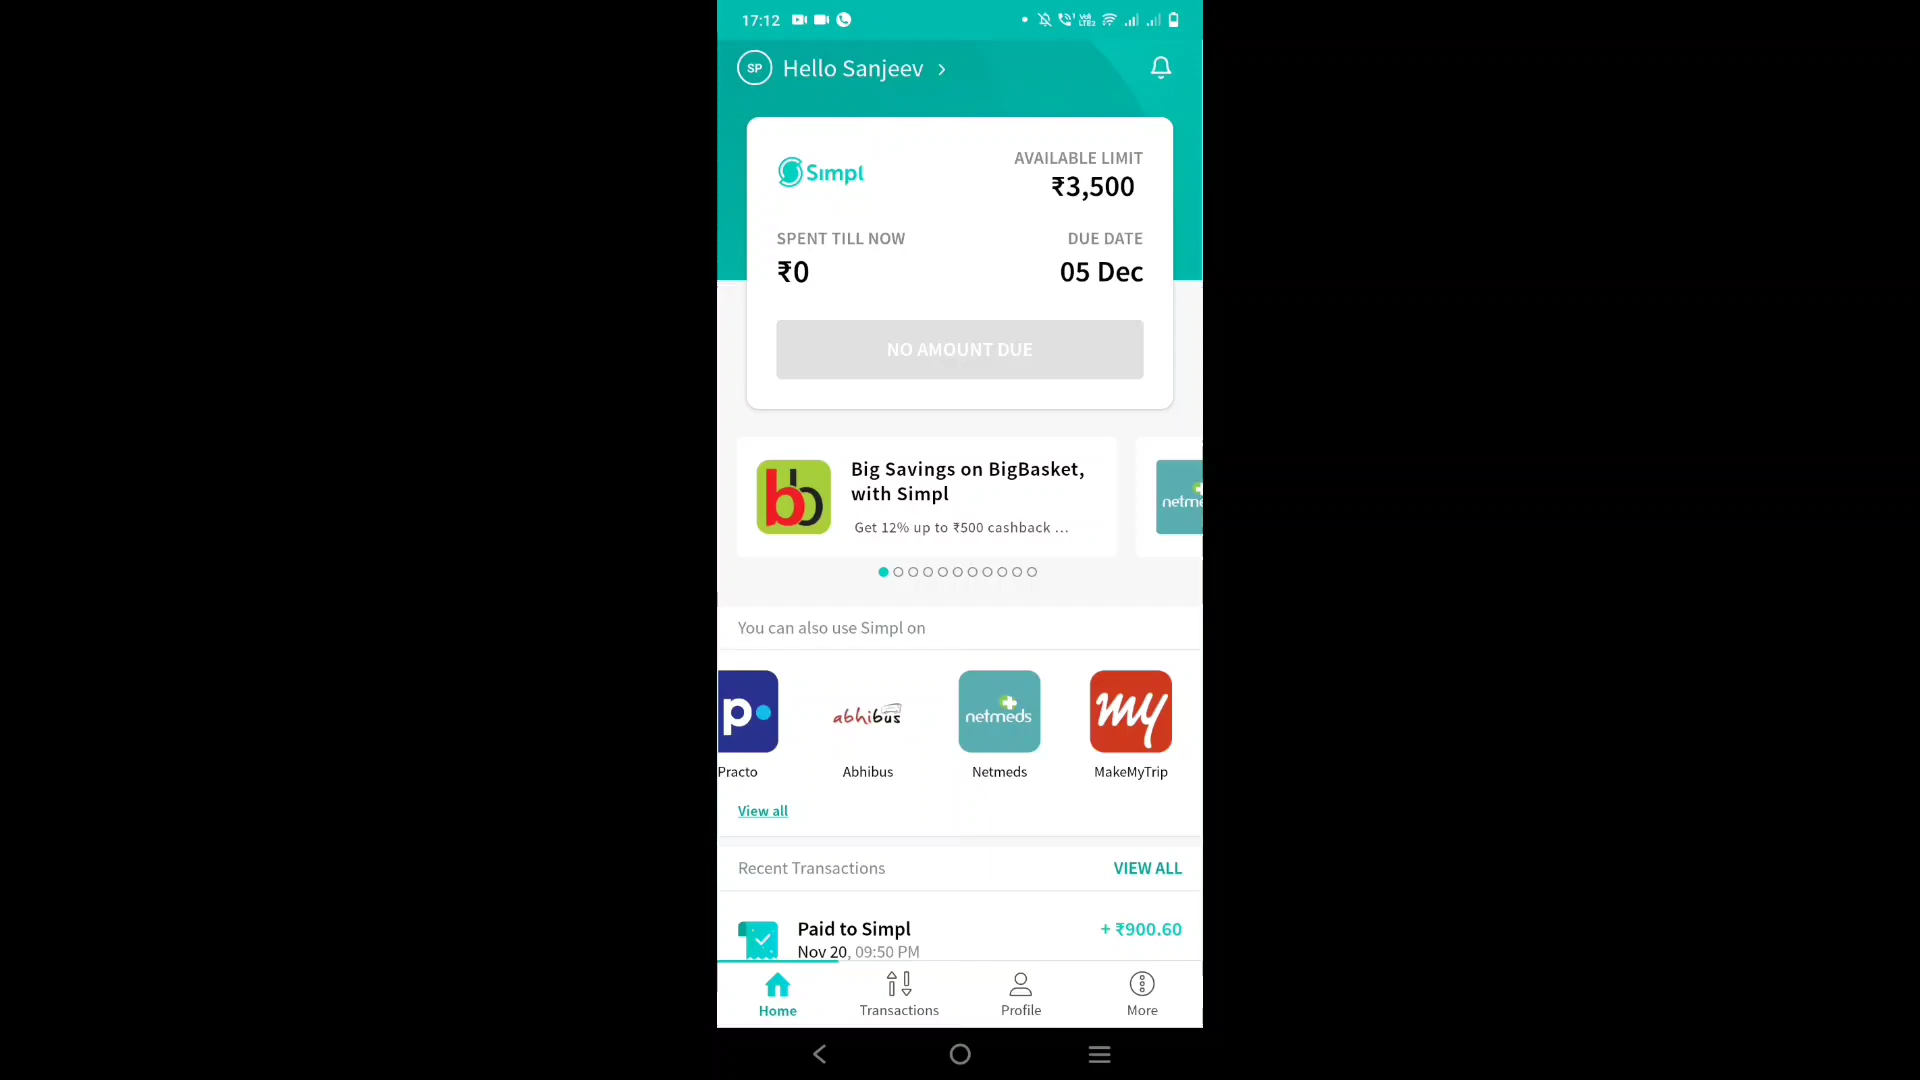 17:12
Vo)) LTE2
SP Hello Sanjeev
Simpl
AVAILABLE LIMIT
₹3,500
SPENT TILL NOW
DUE DATE
₹0
05 Dec
NO AMOUNT DUE
bb
Big Savings on BigBasket,
with Simpl
Get 12% up to ₹500 cashback ...
netme
You can also use Simpl on
p.
abhibus
netmeds
my
Practo
Abhibus
Netmeds
MakeMyTrip
View all
Recent Transactions
VIEW ALL
Paid to Simpl
+ ₹900.60
Nov 20, 09:50 PM
Home
Transactions
Profile
More